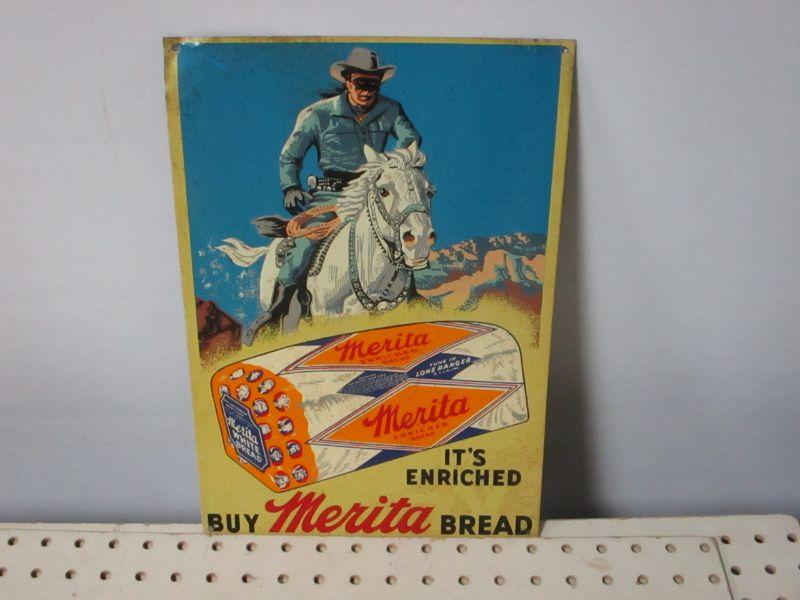 Merita
ENRICHED
BREAD
TUNE IN
LONE RANGER
Merita
ENRICHED
BREAD
Merita
WHITE
BREAD
IT'S
ENRICHED
BUY Merita BREAD